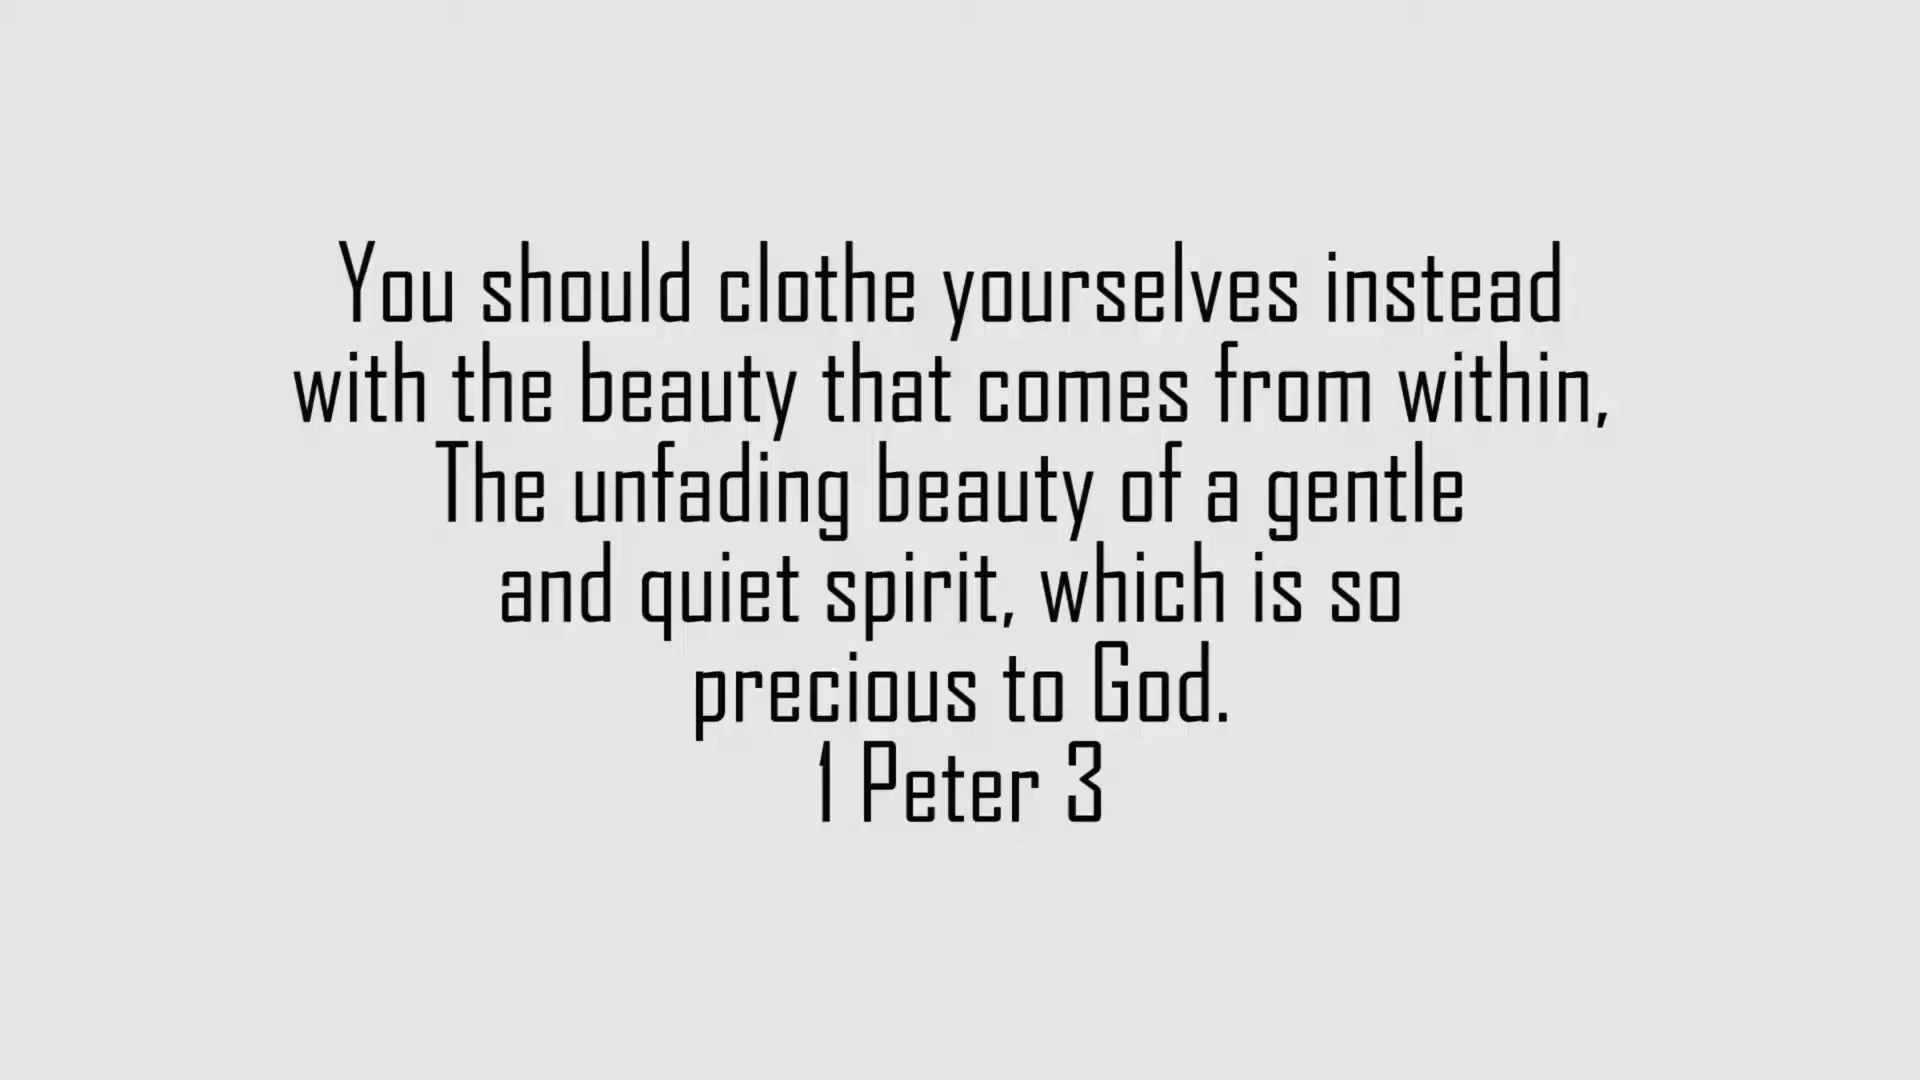 You should clothe yourselves instead
with the beauty that comes from within,
The unfading beauty of a gentle
and quiet spirit, which is so
precious to God.
1 Peter 3